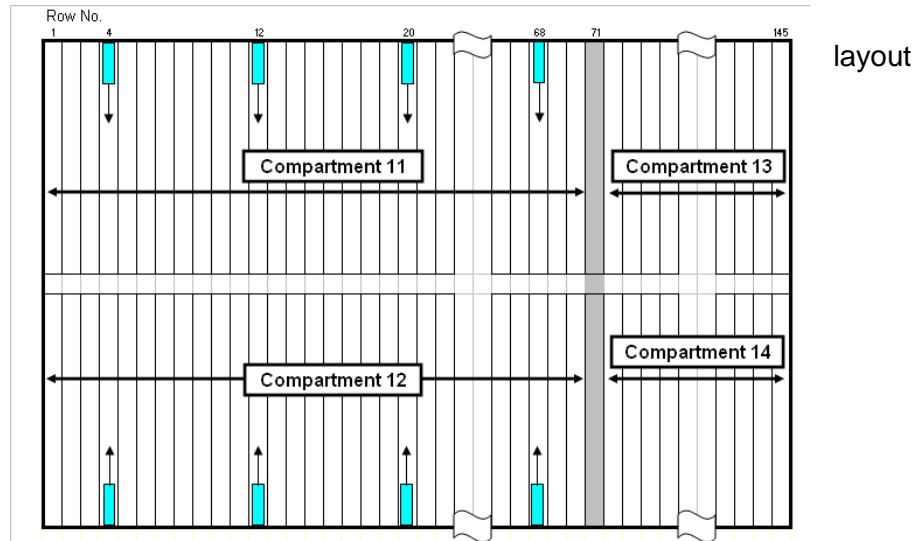 Row No.
1 4 12 20 68 71 145
layout
Compartment 11
Compartment 13
Compartment 14
Compartment 12